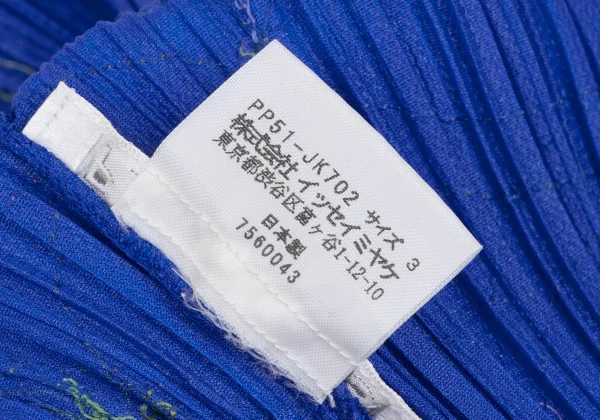 PP51-JK702 サイズ 3
株式会社イッセイミヤケ
東京都渋谷区富ヶ谷1-12-10
日本製
7560043